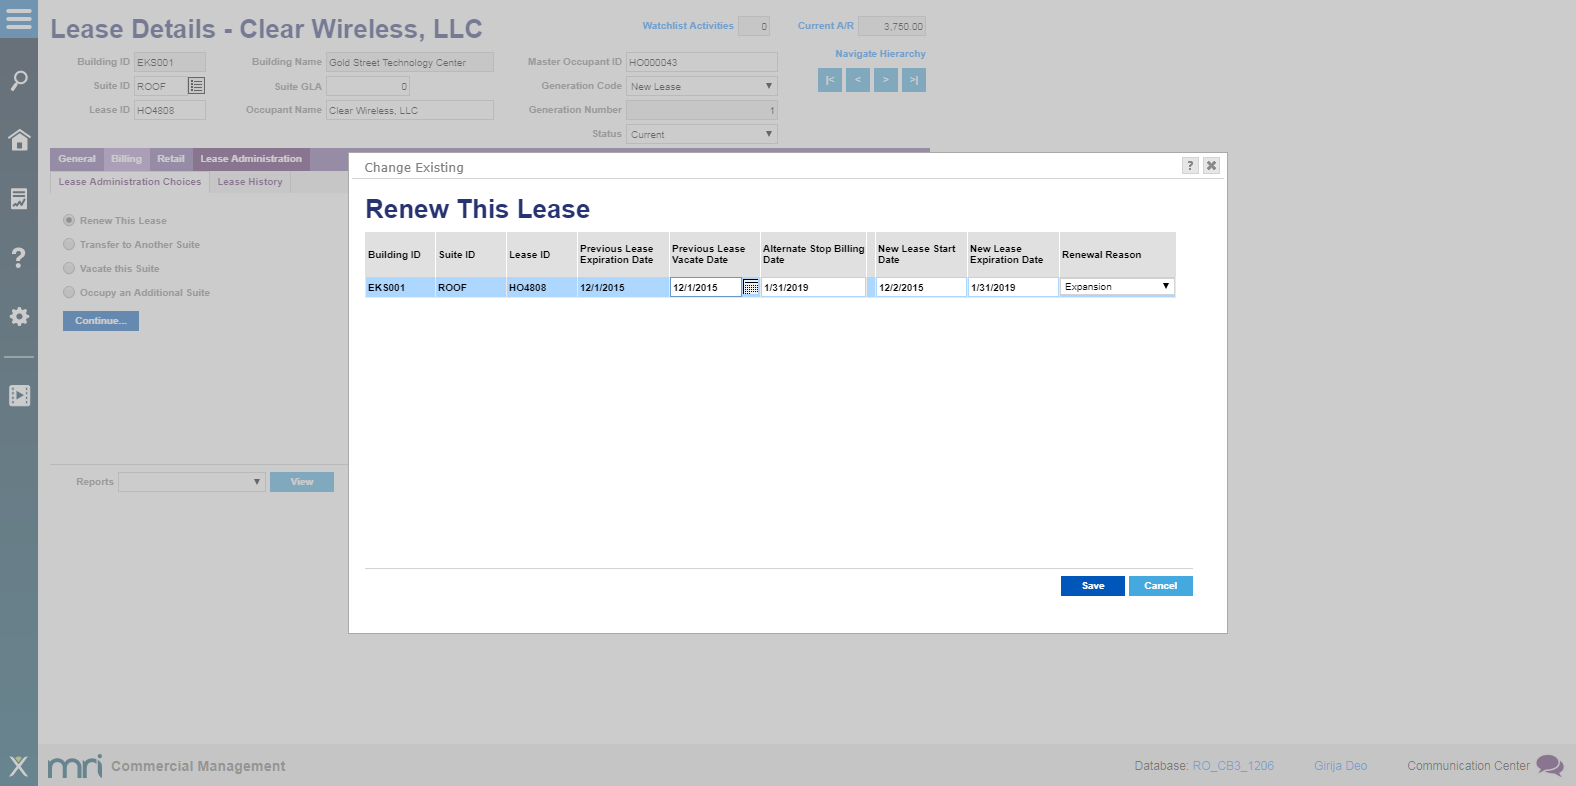 Lease Details - Clear Wireless, LLC
Watchlist Activities 0 Current A/R 3,750.00
Building ID EKS001 Building Name Gold Street Technology Center Master Occupant ID HO000043 Navigate Hierarchy
Suite ID ROOF Suite GLA 0 Generation Code New Lease ▼ |< < > >|
Lease ID HO4808 Occupant Name Clear Wireless, LLC Generation Number 1
Status Current ▼
General Billing Retail Lease Administration
Lease Administration Choices Lease History
Renew This Lease
Transfer to Another Suite
Vacate this Suite
Occupy an Additional Suite
Continue...
Reports ▼ View
Change Existing ?
Renew This Lease
Building ID Suite ID Lease ID Previous Lease Expiration Date Previous Lease Vacate Date Alternate Stop Billing Date New Lease Start Date New Lease Expiration Date Renewal Reason
EKS001 ROOF HO4808 12/1/2015 12/1/2015 1/31/2019 12/2/2015 1/31/2019 Expansion ▼
Save Cancel
mri Commercial Management Database: RO_CB3_1206 Girija Deo Communication Center